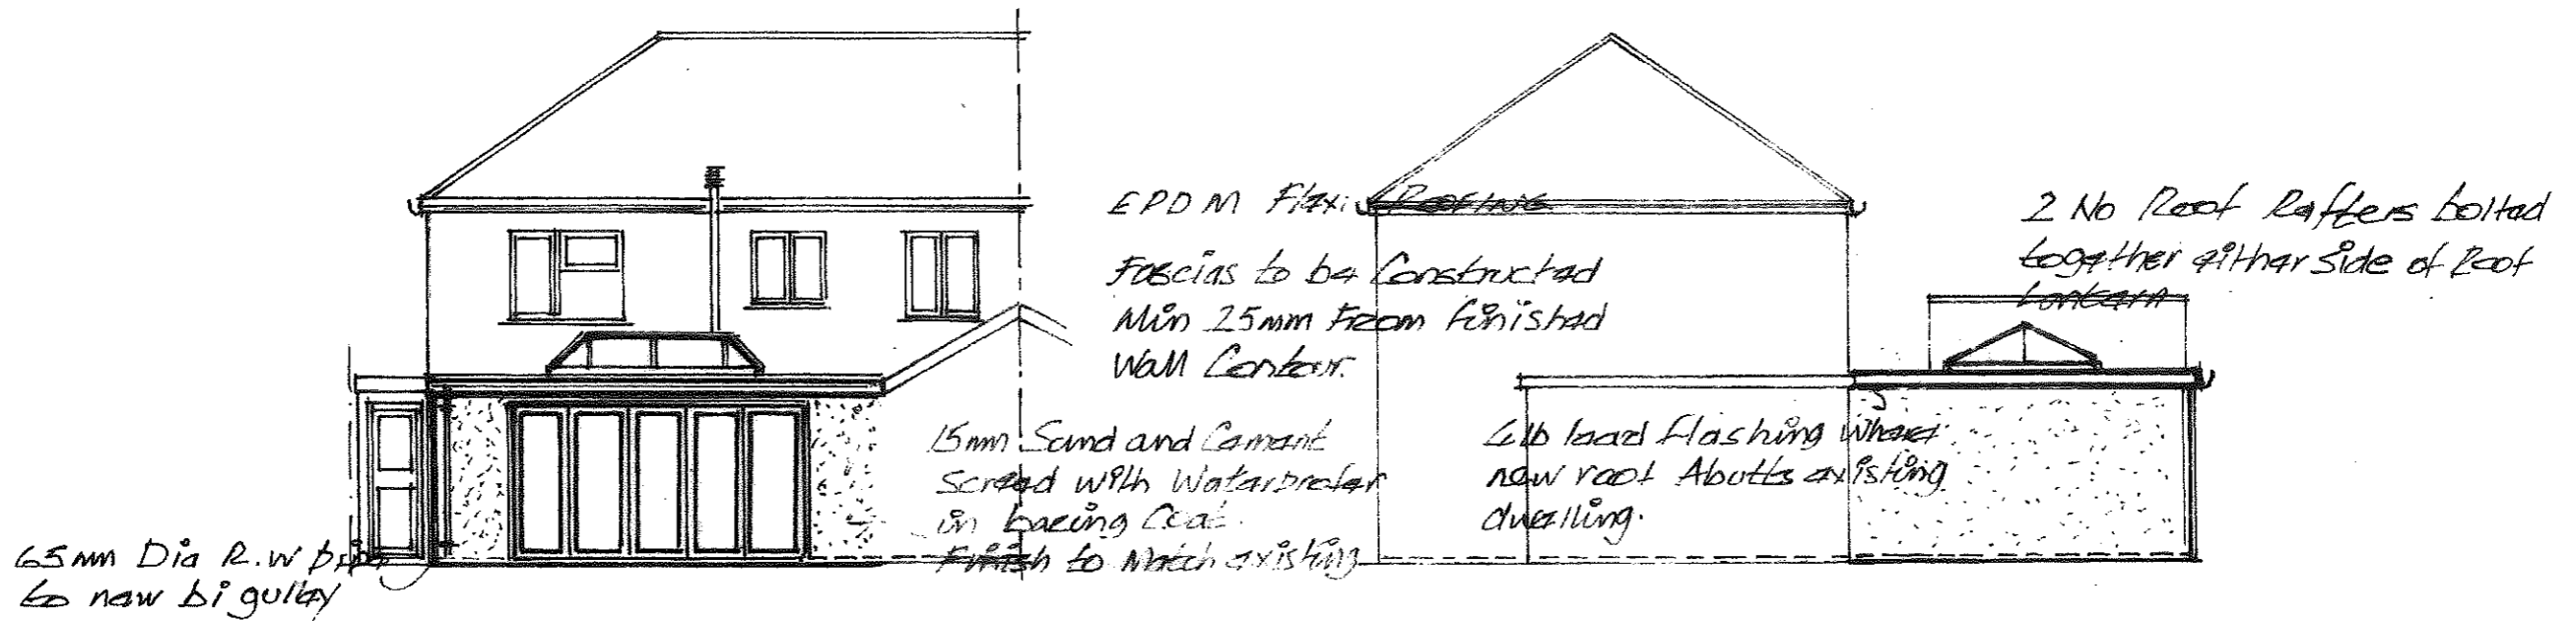 EPDM Flexi Roofing
Fascias to be Constructed
Min 25mm From finished
Wall Contour.
2 No Roof Rafters bolted
together either side of Roof
Lantern
15mm Sand and Cement
Screed with Waterprofer
in bacing Coat.
Finish to Match existing
4lb lead flashing Where
new roof Abutts existing
dwelling.
65mm Dia R.W pipe
to new bi gulley